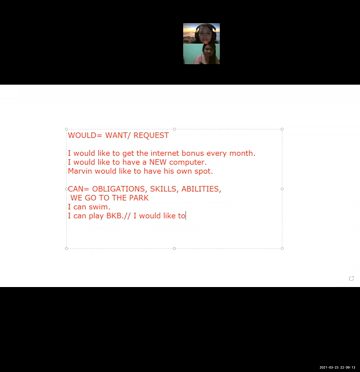 WOULD= WANT/ REQUEST
I would like to get the internet bonus every month.
I would like to have a NEW computer.
Marvin would like to have his own spot.
CAN= OBLIGATIONS, SKILLS, ABILITIES,
WE GO TO THE PARK
I can swim.
I can play BKB.// I would like to